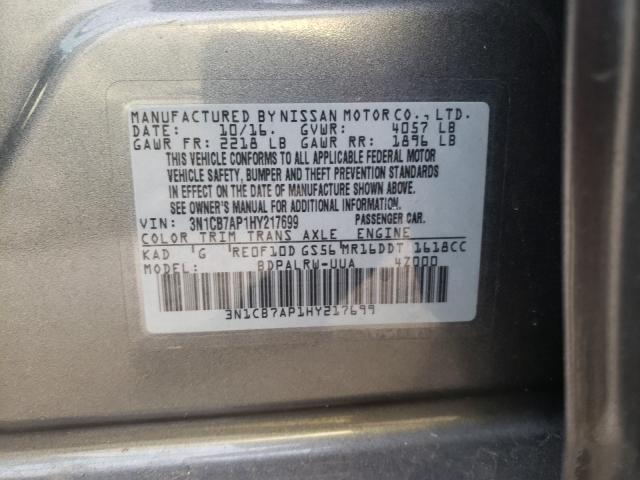 MANUFACTURED BY NISSAN MOTOR CO., LTD.
DATE: 10/16. GVWR: 4057 LB
GAWR FR: 2218 LB GAWR RR: 1896 LB
THIS VEHICLE CONFORMS TO ALL APPLICABLE FEDERAL MOTOR
VEHICLE SAFETY, BUMPER AND THEFT PREVENTION STANDARDS
IN EFFECT ON THE DATE OF MANUFACTURE SHOWN ABOVE.
SEE OWNER'S MANUAL FOR ADDITIONAL INFORMATION.
VIN: 3N1CB7AP1HY217699 PASSENGER CAR.
COLOR TRIM TRANS AXLE ENGINE
KAD G RE0F10D GS56 MR16DDT 1618CC
MODEL: BDPALRW-UUA 4Z000
3N1CB7AP1HY217699